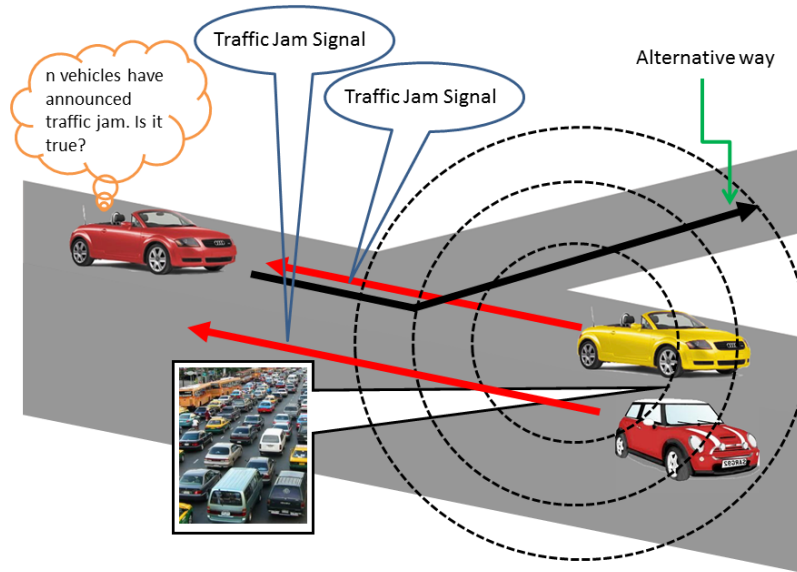 Traffic Jam Signal
Traffic Jam Signal
Alternative way
n vehicles have
announced
traffic jam. Is it
true?